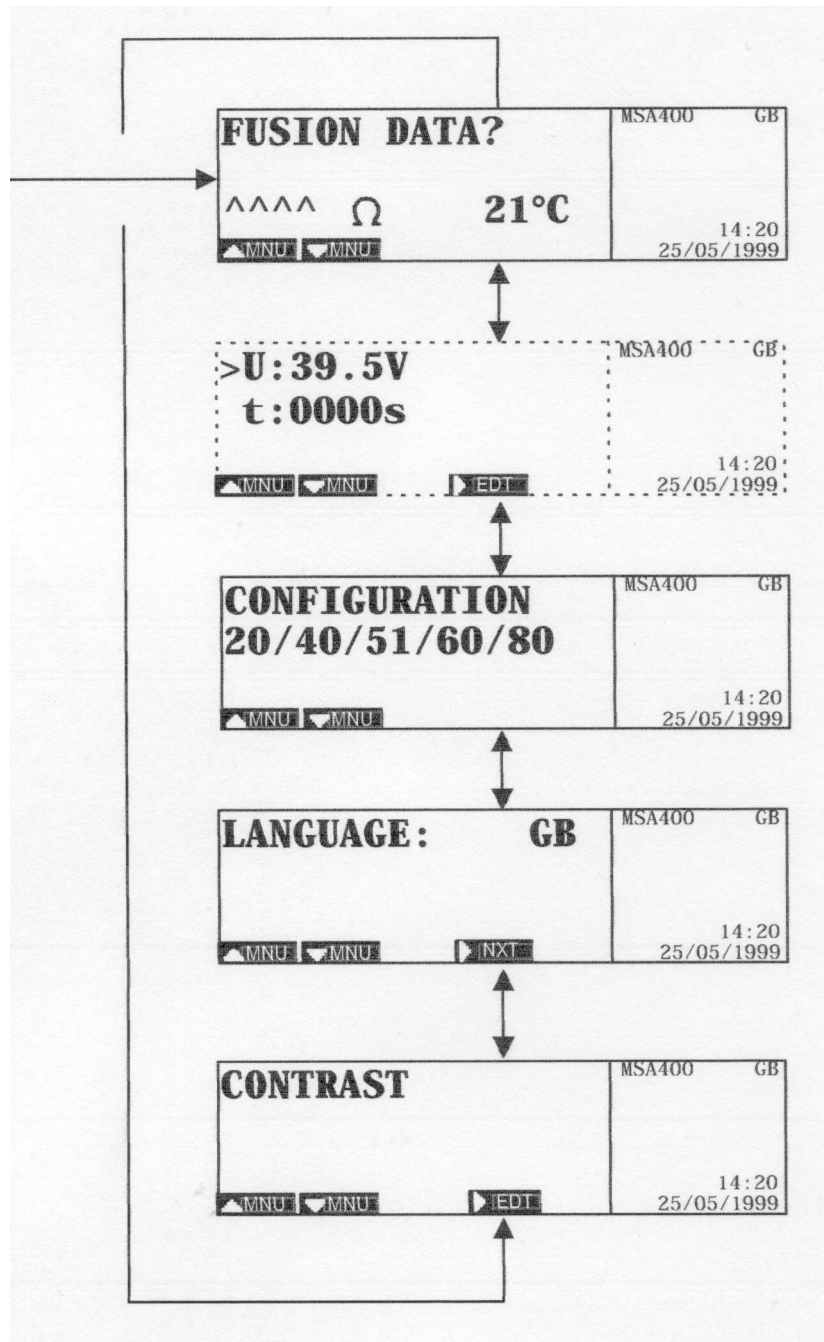 FUSION DATA?
MSA400 GB
^^^^ Ω 21°C
14:20
MNU MNU
25/05/1999
>U:39.5V
MSA400 GB
t:0000s
14:20
MNU MNU EDT
25/05/1999
CONFIGURATION
MSA400 GB
20/40/51/60/80
14:20
MNU MNU
25/05/1999
LANGUAGE: GB
MSA400 GB
14:20
MNU MNU NXT
25/05/1999
CONTRAST
MSA400 GB
14:20
MNU MNU EDT
25/05/1999